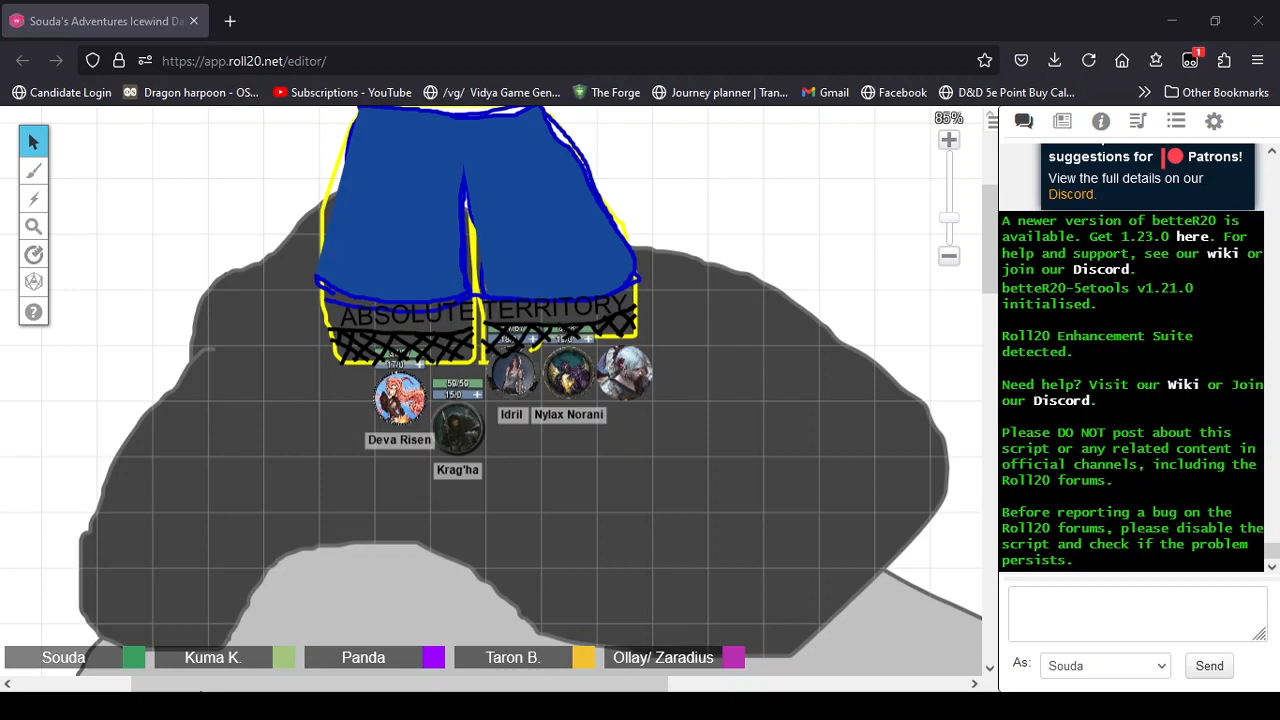 Souda's Adventures Icewind Da
https://app.roll20.net/editor/
1
Candidate Login
Dragon harpoon - OS...
Subscriptions - YouTube
/vg/ Vidya Game Gen...
The Forge
Journey planner | Tran...
Gmail
Facebook
D&D 5e Point Buy Cal...
Other Bookmarks
85%
suggestions for Patrons!
View the full details on our
Discord.
A newer version of betteR20 is
available. Get 1.23.0 here. For
help and support, see our wiki or
join our Discord.
betteR20-5etools v1.21.0
initialised.
Roll20 Enhancement Suite
detected.
Need help? Visit our Wiki or Join
our Discord.
Please DO NOT post about this
script or any related content in
official channels, including the
Roll20 forums.
Before reporting a bug on the
Roll20 forums, please disable the
script and check if the problem
persists.
ABSOLUTE TERRITORY
17/0
59/59
15/0
Idril
Nylax Norani
Deva Risen
Krag'ha
Souda
Kuma K.
Panda
Taron B.
Ollay/ Zaradius
As:
Souda
Send